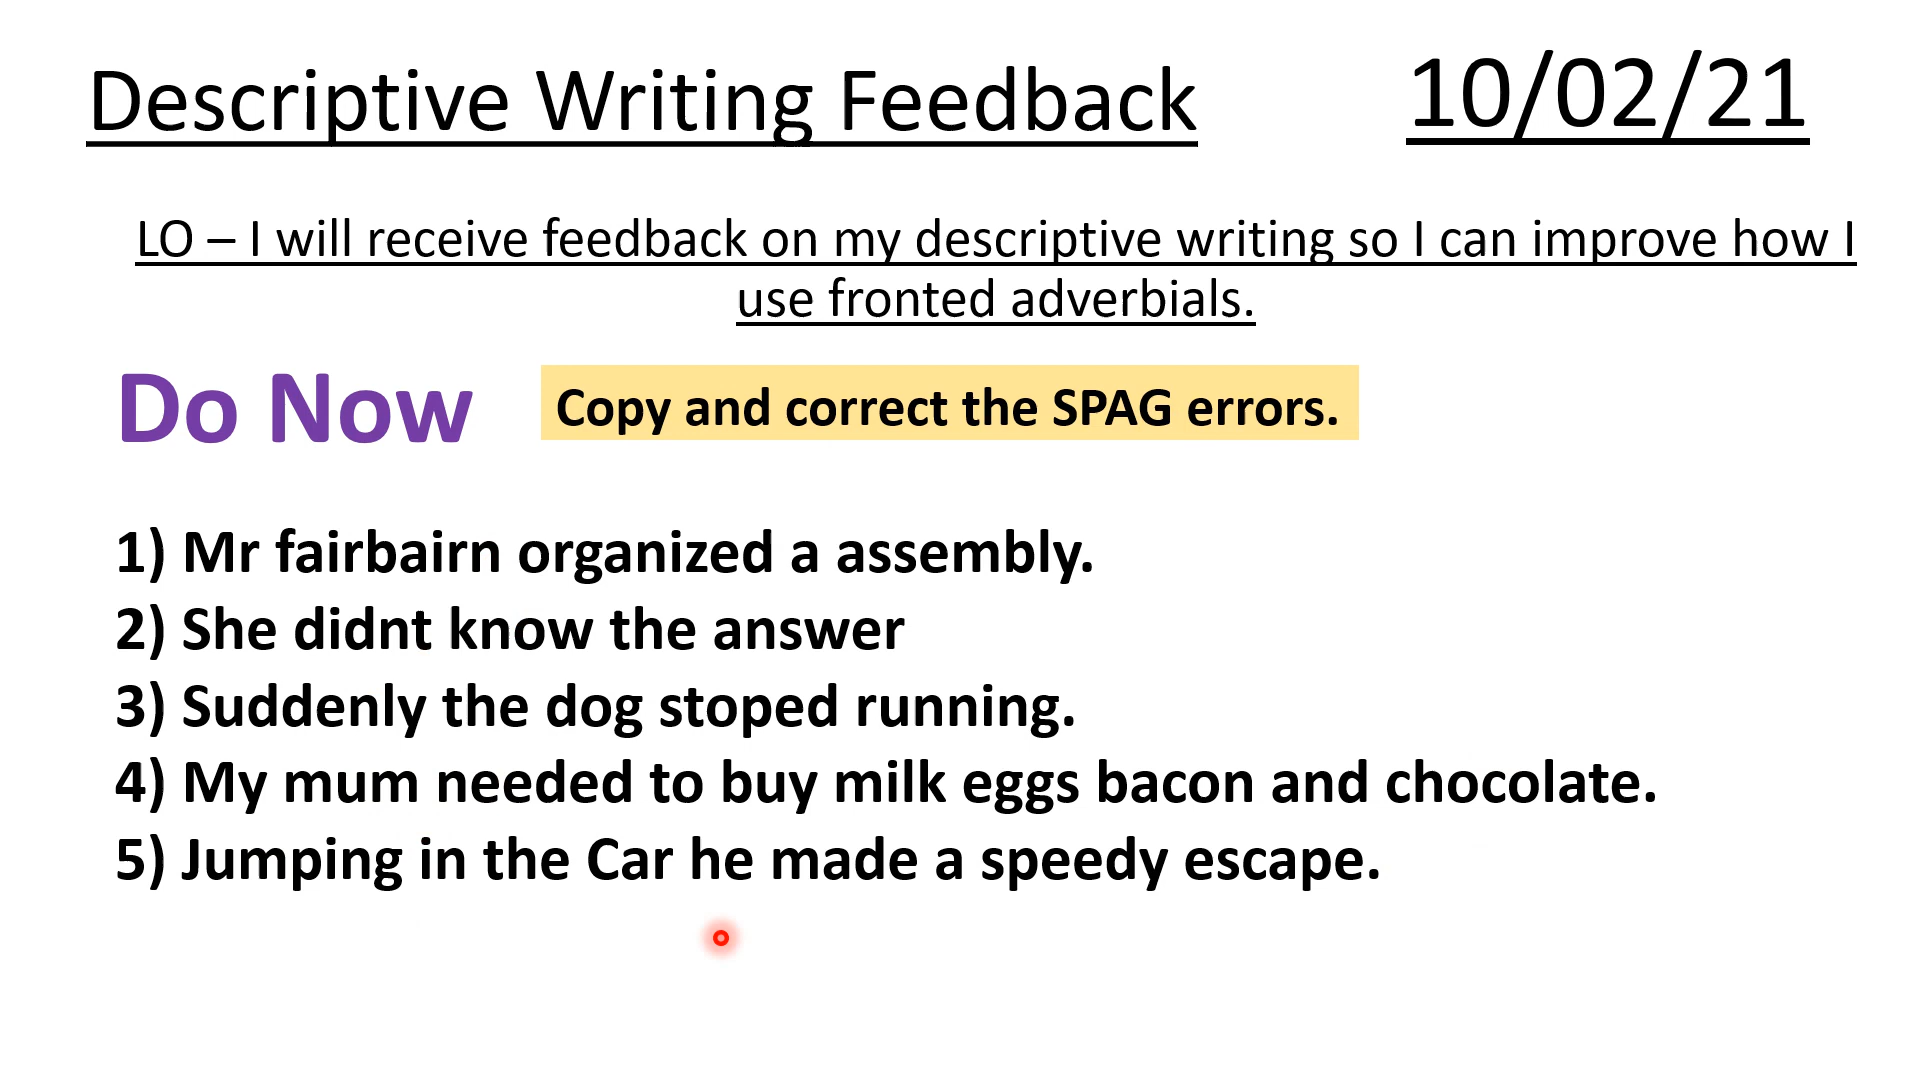 Descriptive Writing Feedback 10/02/21
LO – I will receive feedback on my descriptive writing so I can improve how I
use fronted adverbials.
Do Now Copy and correct the SPAG errors.
1) Mr fairbairn organized a assembly.
2) She didnt know the answer
3) Suddenly the dog stoped running.
4) My mum needed to buy milk eggs bacon and chocolate.
5) Jumping in the Car he made a speedy escape.